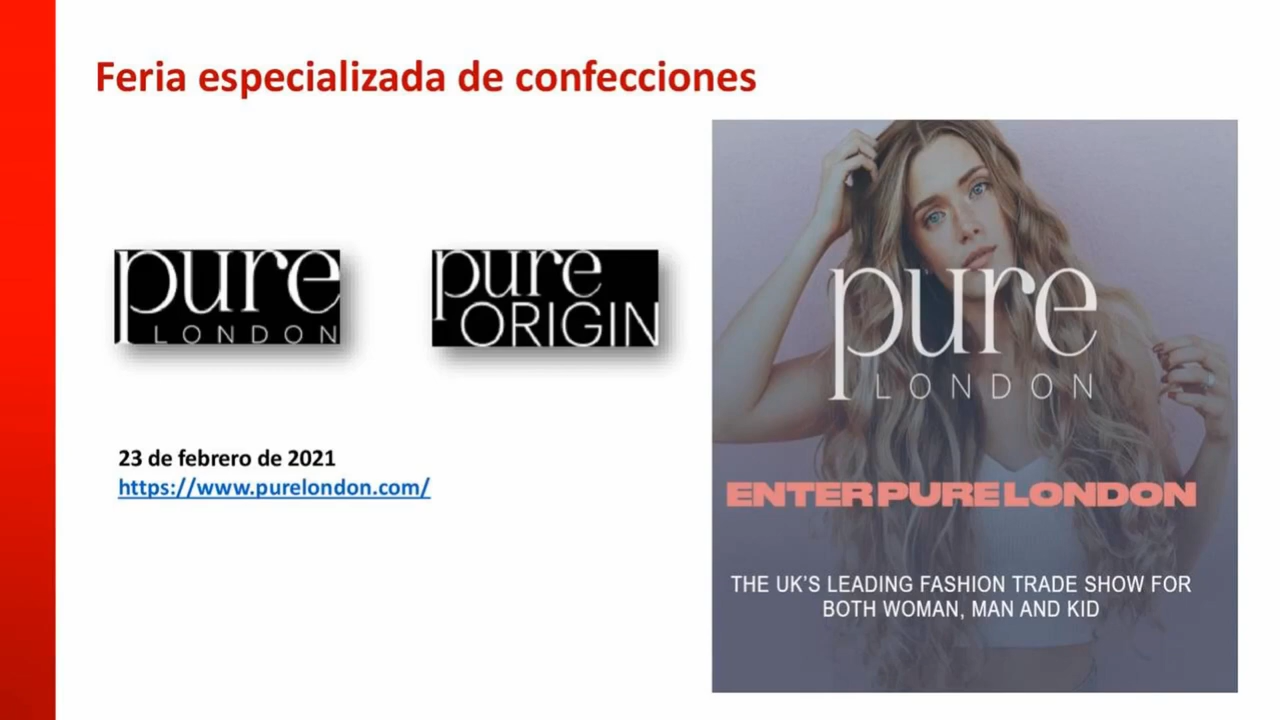 Feria especializada de confecciones
pure
LONDON
pure
ORIGIN
23 de febrero de 2021
https://www.purelondon.com/
pure
LONDON
ENTER PURE LONDON
THE UK'S LEADING FASHION TRADE SHOW FOR
BOTH WOMAN, MAN AND KID